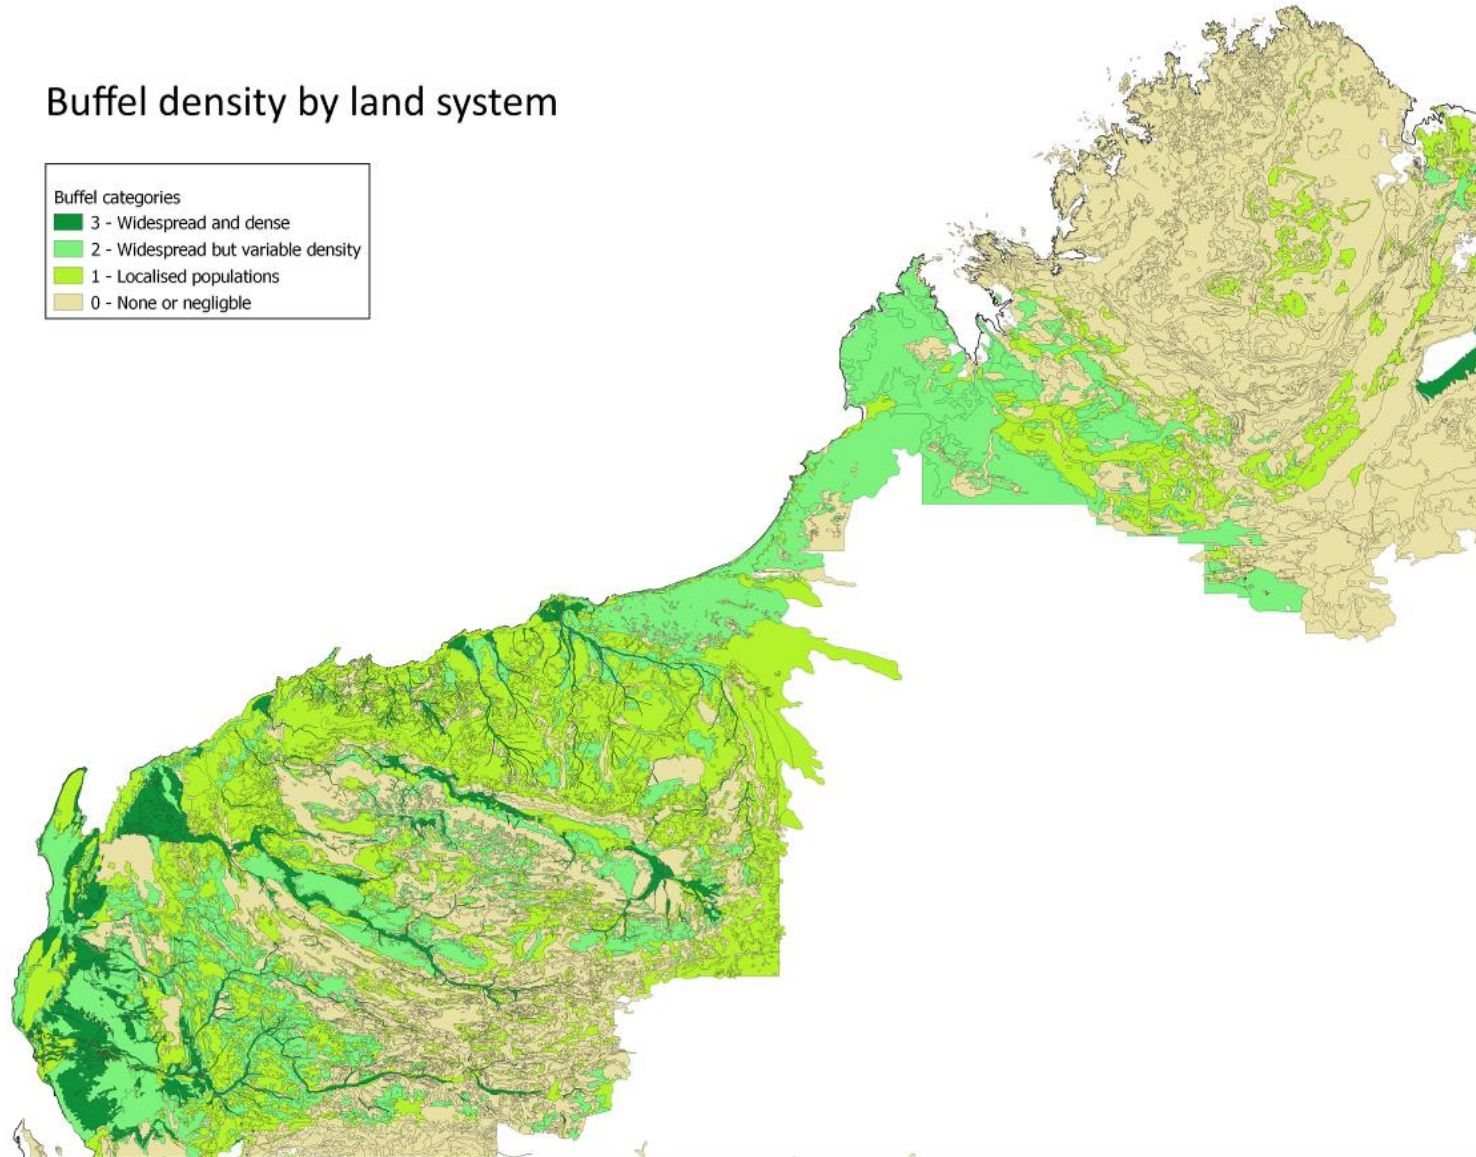 Buffel density by land system
Buffel categories
3 - Widespread and dense
2 - Widespread but variable density
1 - Localised populations
0 - None or negligble